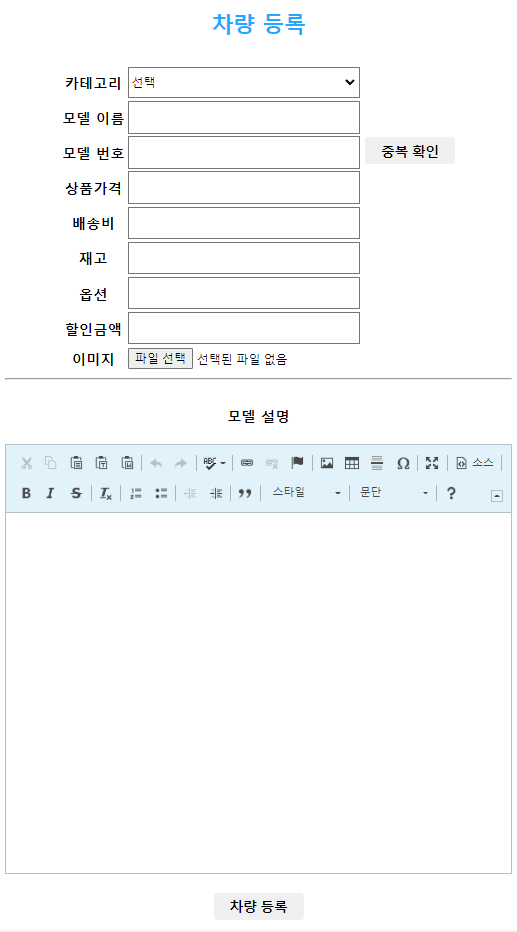 차량 등록
카테고리 선택
모델 이름
모델 번호 중복 확인
상품가격
배송비
재고
옵션
할인금액
이미지 파일 선택 선택된 파일 없음
모델 설명
ABC 소스
B I S Tx 스타일 문단 ?
차량 등록